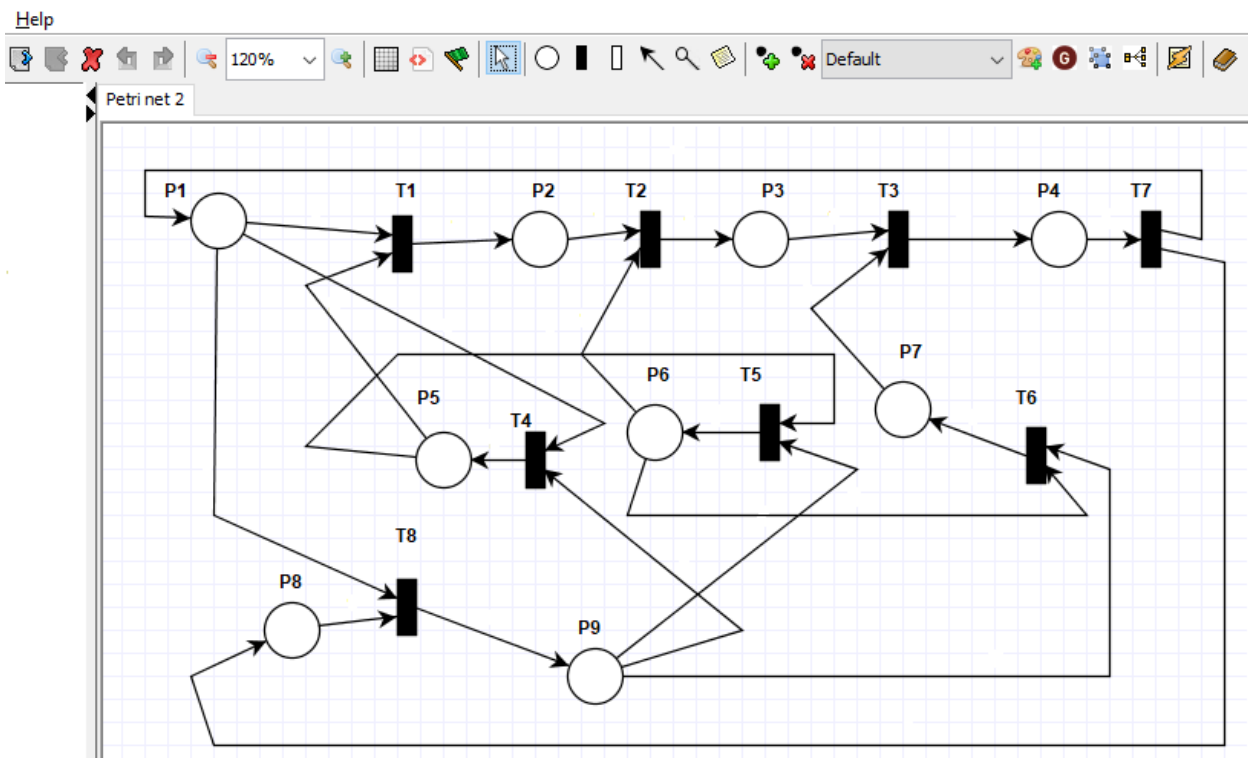 Help
120%
Default
G
Petri net 2
P1 T1 P2 T2 P3 T3 P4 T7
P7
P6 T5
P5 T4 T6
T8
P8
P9